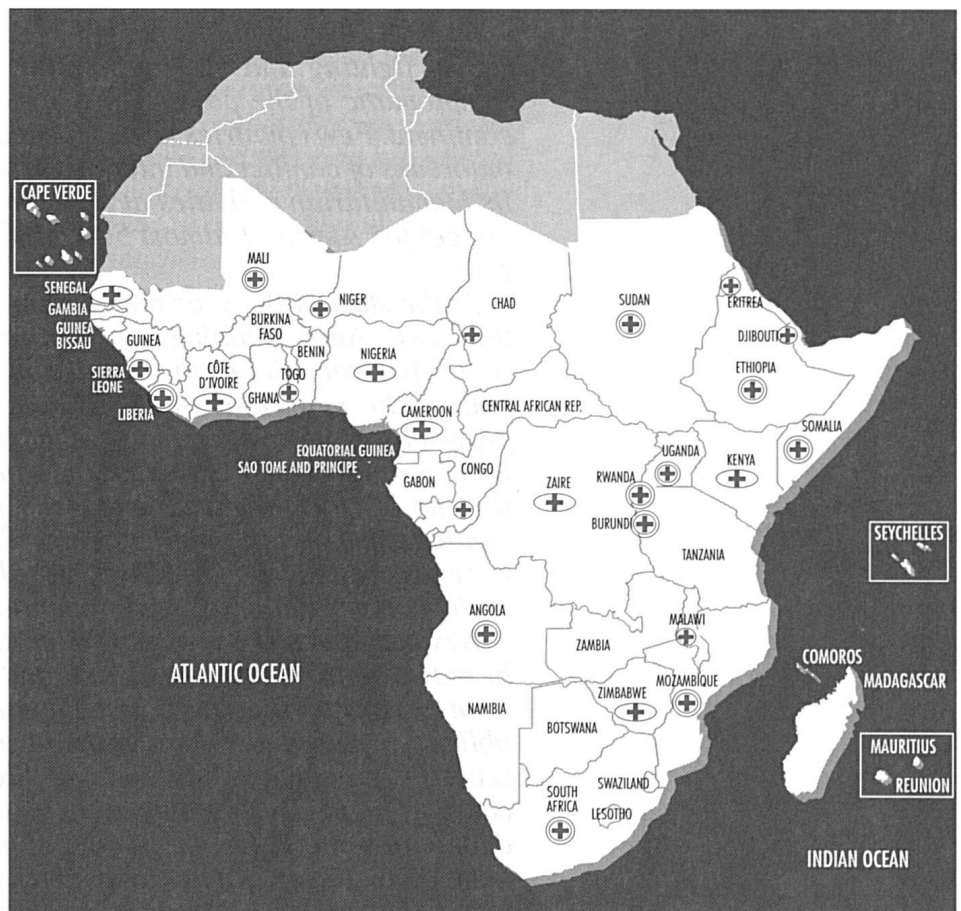 CAPE VERDE
SENEGAL
GAMBIA
GUINEA
BISSAU
GUINEA
SIERRA
LEONE
LIBERIA
MALI
BURKINA
FASO
CÔTE
D'IVOIRE
GHANA
TOGO
BENIN
NIGER
NIGERIA
CHAD
SUDAN
ERITREA
DJIBOUTI
ETHIOPIA
SOMALIA
CAMEROON
CENTRAL AFRICAN REP.
EQUATORIAL GUINEA
SAO TOME AND PRINCIPE
GABON
CONGO
ZAIRE
UGANDA
RWANDA
BURUNDI
KENYA
TANZANIA
SEYCHELLES
ANGOLA
ZAMBIA
MALAWI
COMOROS
MADAGASCAR
MOZAMBIQUE
ZIMBABWE
NAMIBIA
BOTSWANA
MAURITIUS
REUNION
SWAZILAND
SOUTH
AFRICA
LESOTHO
ATLANTIC OCEAN
INDIAN OCEAN